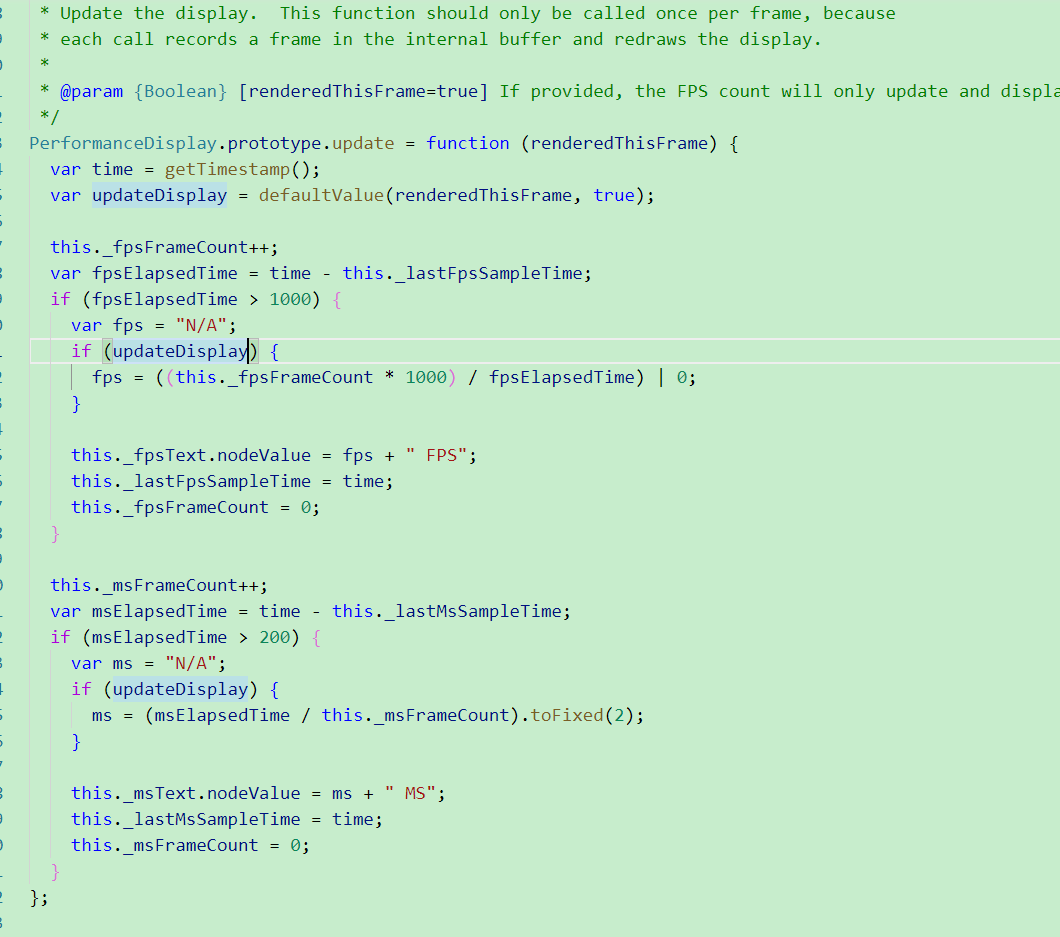 * Update the display.  This function should only be called once per frame, because
* each call records a frame in the internal buffer and redraws the display.
*
* @param {Boolean} [renderedThisFrame=true] If provided, the FPS count will only update and
*/
PerformanceDisplay.prototype.update = function (renderedThisFrame) {
  var time = getTimestamp();
  var updateDisplay = defaultValue(renderedThisFrame, true);

  this._fpsFrameCount++;
  var fpsElapsedTime = time - this._lastFpsSampleTime;
  if (fpsElapsedTime > 1000) {
    var fps = "N/A";
    if (updateDisplay) {
      fps = ((this._fpsFrameCount * 1000) / fpsElapsedTime) | 0;
    }

    this._fpsText.nodeValue = fps + " FPS";
    this._lastFpsSampleTime = time;
    this._fpsFrameCount = 0;
  }

  this._msFrameCount++;
  var msElapsedTime = time - this._lastMsSampleTime;
  if (msElapsedTime > 200) {
    var ms = "N/A";
    if (updateDisplay) {
      ms = (msElapsedTime / this._msFrameCount).toFixed(2);
    }

    this._msText.nodeValue = ms + " MS";
    this._lastMsSampleTime = time;
    this._msFrameCount = 0;
  }
};